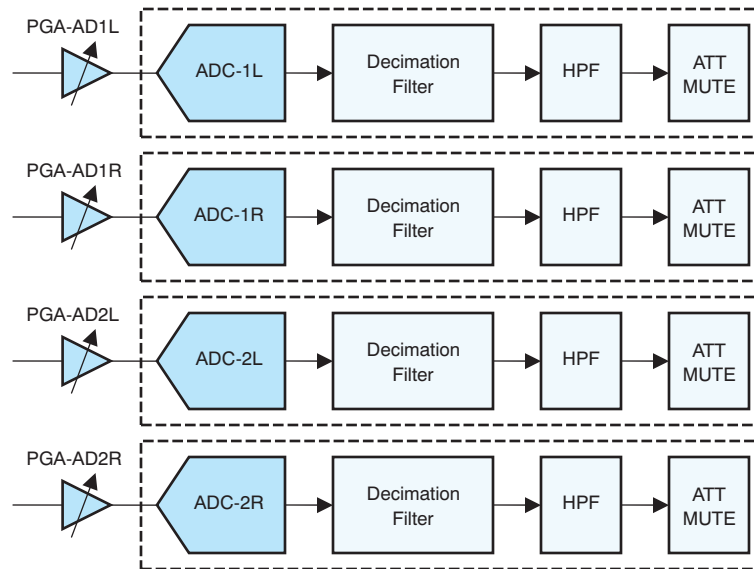 PGA-AD1L
ADC-1L
Decimation
Filter
HPF
ATT
MUTE
PGA-AD1R
ADC-1R
Decimation
Filter
HPF
ATT
MUTE
PGA-AD2L
ADC-2L
Decimation
Filter
HPF
ATT
MUTE
PGA-AD2R
ADC-2R
Decimation
Filter
HPF
ATT
MUTE